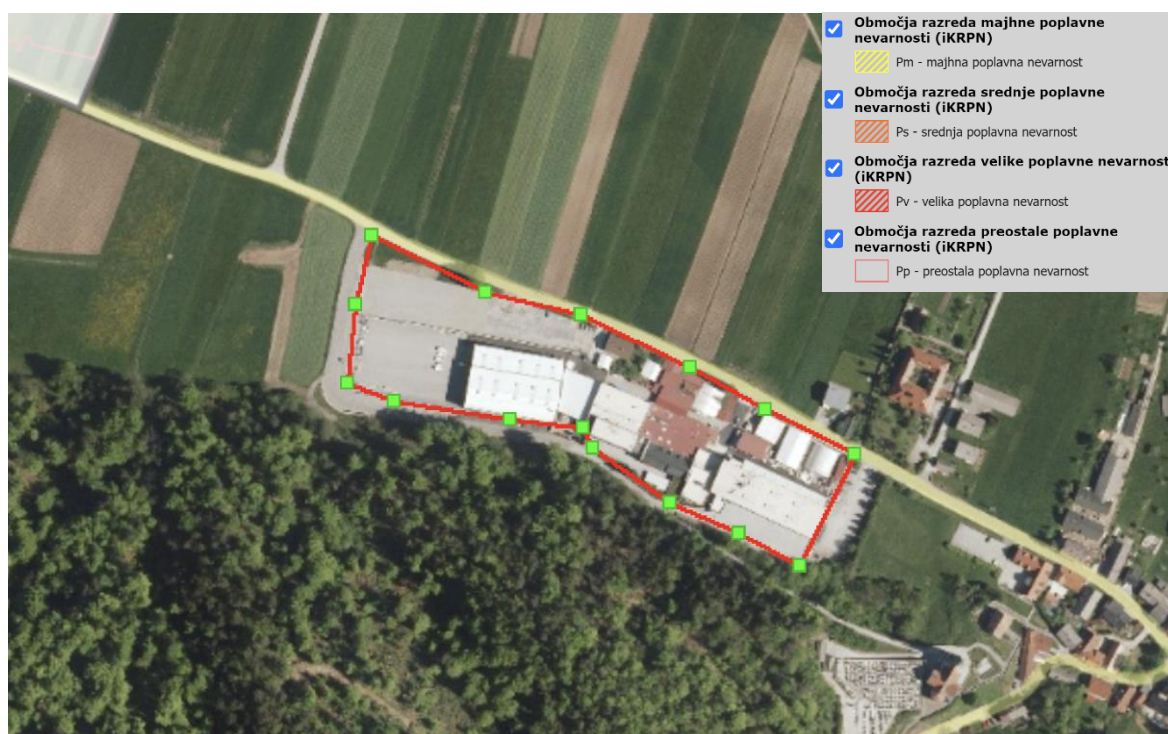 Območja razreda majhne poplavne
nevarnosti (iKRPN)
Pm - majhna poplavna nevarnost
Območja razreda srednje poplavne
nevarnosti (iKRPN)
Ps - srednja poplavna nevarnost
Območja razreda velike poplavne nevarnost
(iKRPN)
Pv - velika poplavna nevarnost
Območja razreda preostale poplavne
nevarnosti (iKRPN)
Pp - preostala poplavna nevarnost